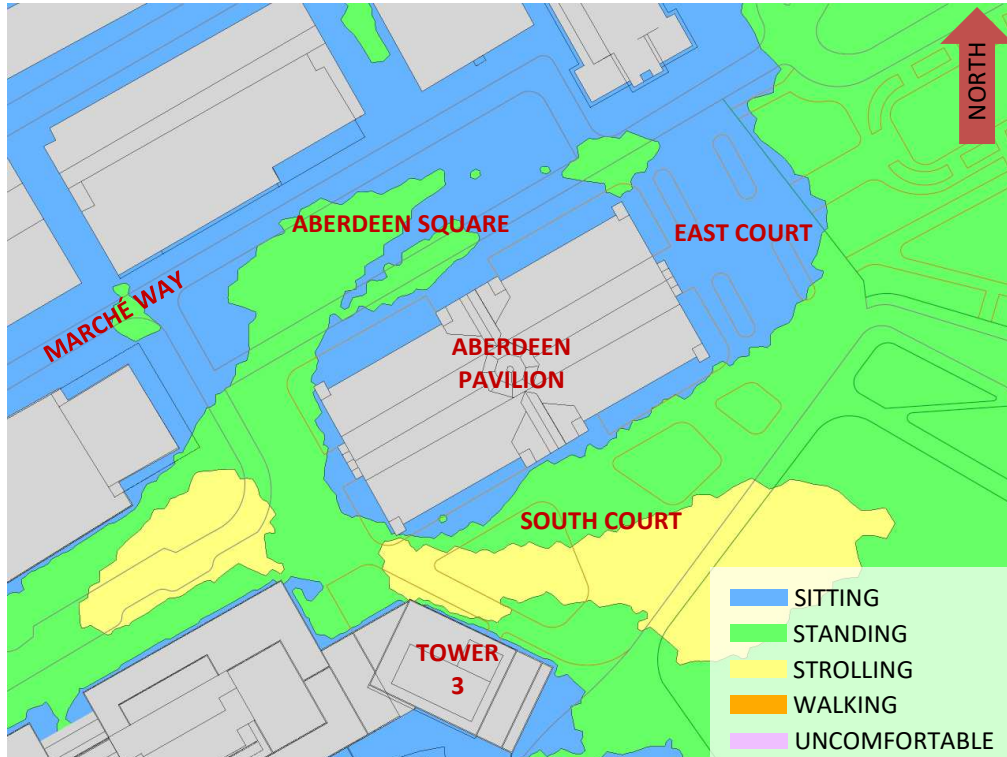 NORTH
ABERDEEN SQUARE
EAST COURT
MARCHÉ WAY
ABERDEEN
PAVILION
SOUTH COURT
TOWER
3
SITTING
STANDING
STROLLING
WALKING
UNCOMFORTABLE